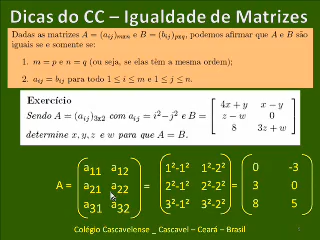 Dicas do CC – Igualdade de Matrizes
Dadas as matrizes A = (aij)mxn e B = (bij)pxq, podemos afirmar que A e B são
iguais se e somente se:
1. m = p e n = q (ou seja, se elas têm a mesma ordem);
2. aij = bij para todo 1 ≤ i ≤ m e 1 ≤ j ≤ n.
Exercício
Sendo A = (aij)3x2 com aij = i²−j² e B = [4x + y x − y
z − w 0
8 3z + w]
determine x, y, z e w para que A = B.
A = (a11 a12 = (1²-1² 1²-2² = (0 -3
a21 a22 2²-1² 2²-2² 3 0
a31 a32) 3²-1² 3²-2²) 8 5)
Colégio Cascavelense _ Cascavel – Ceará – Brasil